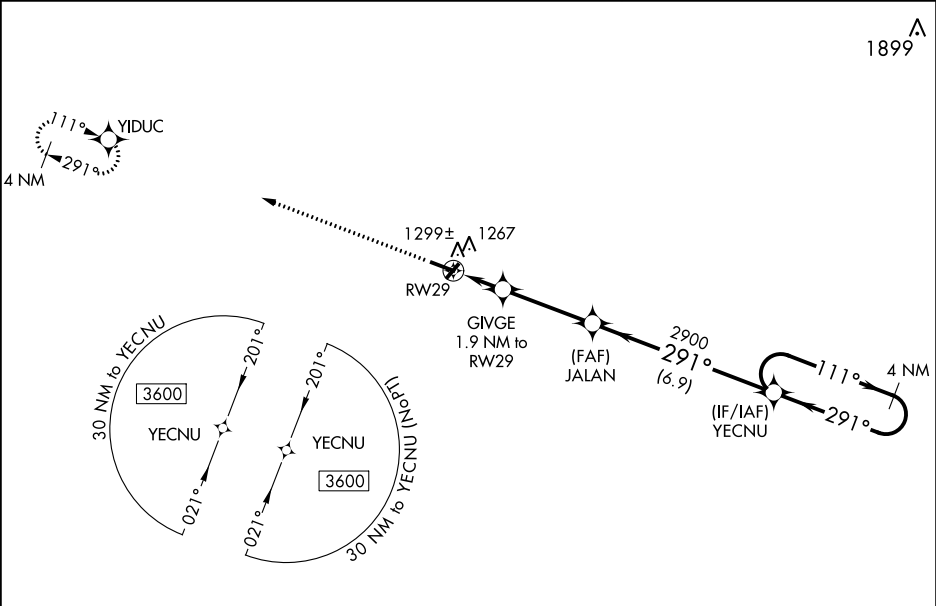 1899
111°
YIDUC
291°
4 NM
1299±
1267
RW29
GIVGE
1.9 NM to
RW29
(FAF)
JALAN
2900
291°
(6.9)
111°
4 NM
291°
(IF/IAF)
YECNU
30 NM to YECNU
201°
3600
YECNU
021°
201°
YECNU
3600
021°
30 NM to YECNU (NoPT)